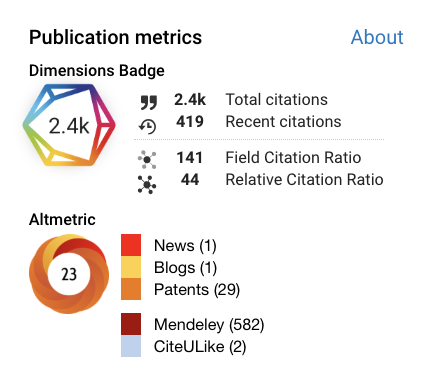 Publication metrics About
Dimensions Badge
2.4k
2.4k Total citations
419 Recent citations
141 Field Citation Ratio
44 Relative Citation Ratio
Altmetric
23
News (1)
Blogs (1)
Patents (29)
Mendeley (582)
CiteULike (2)